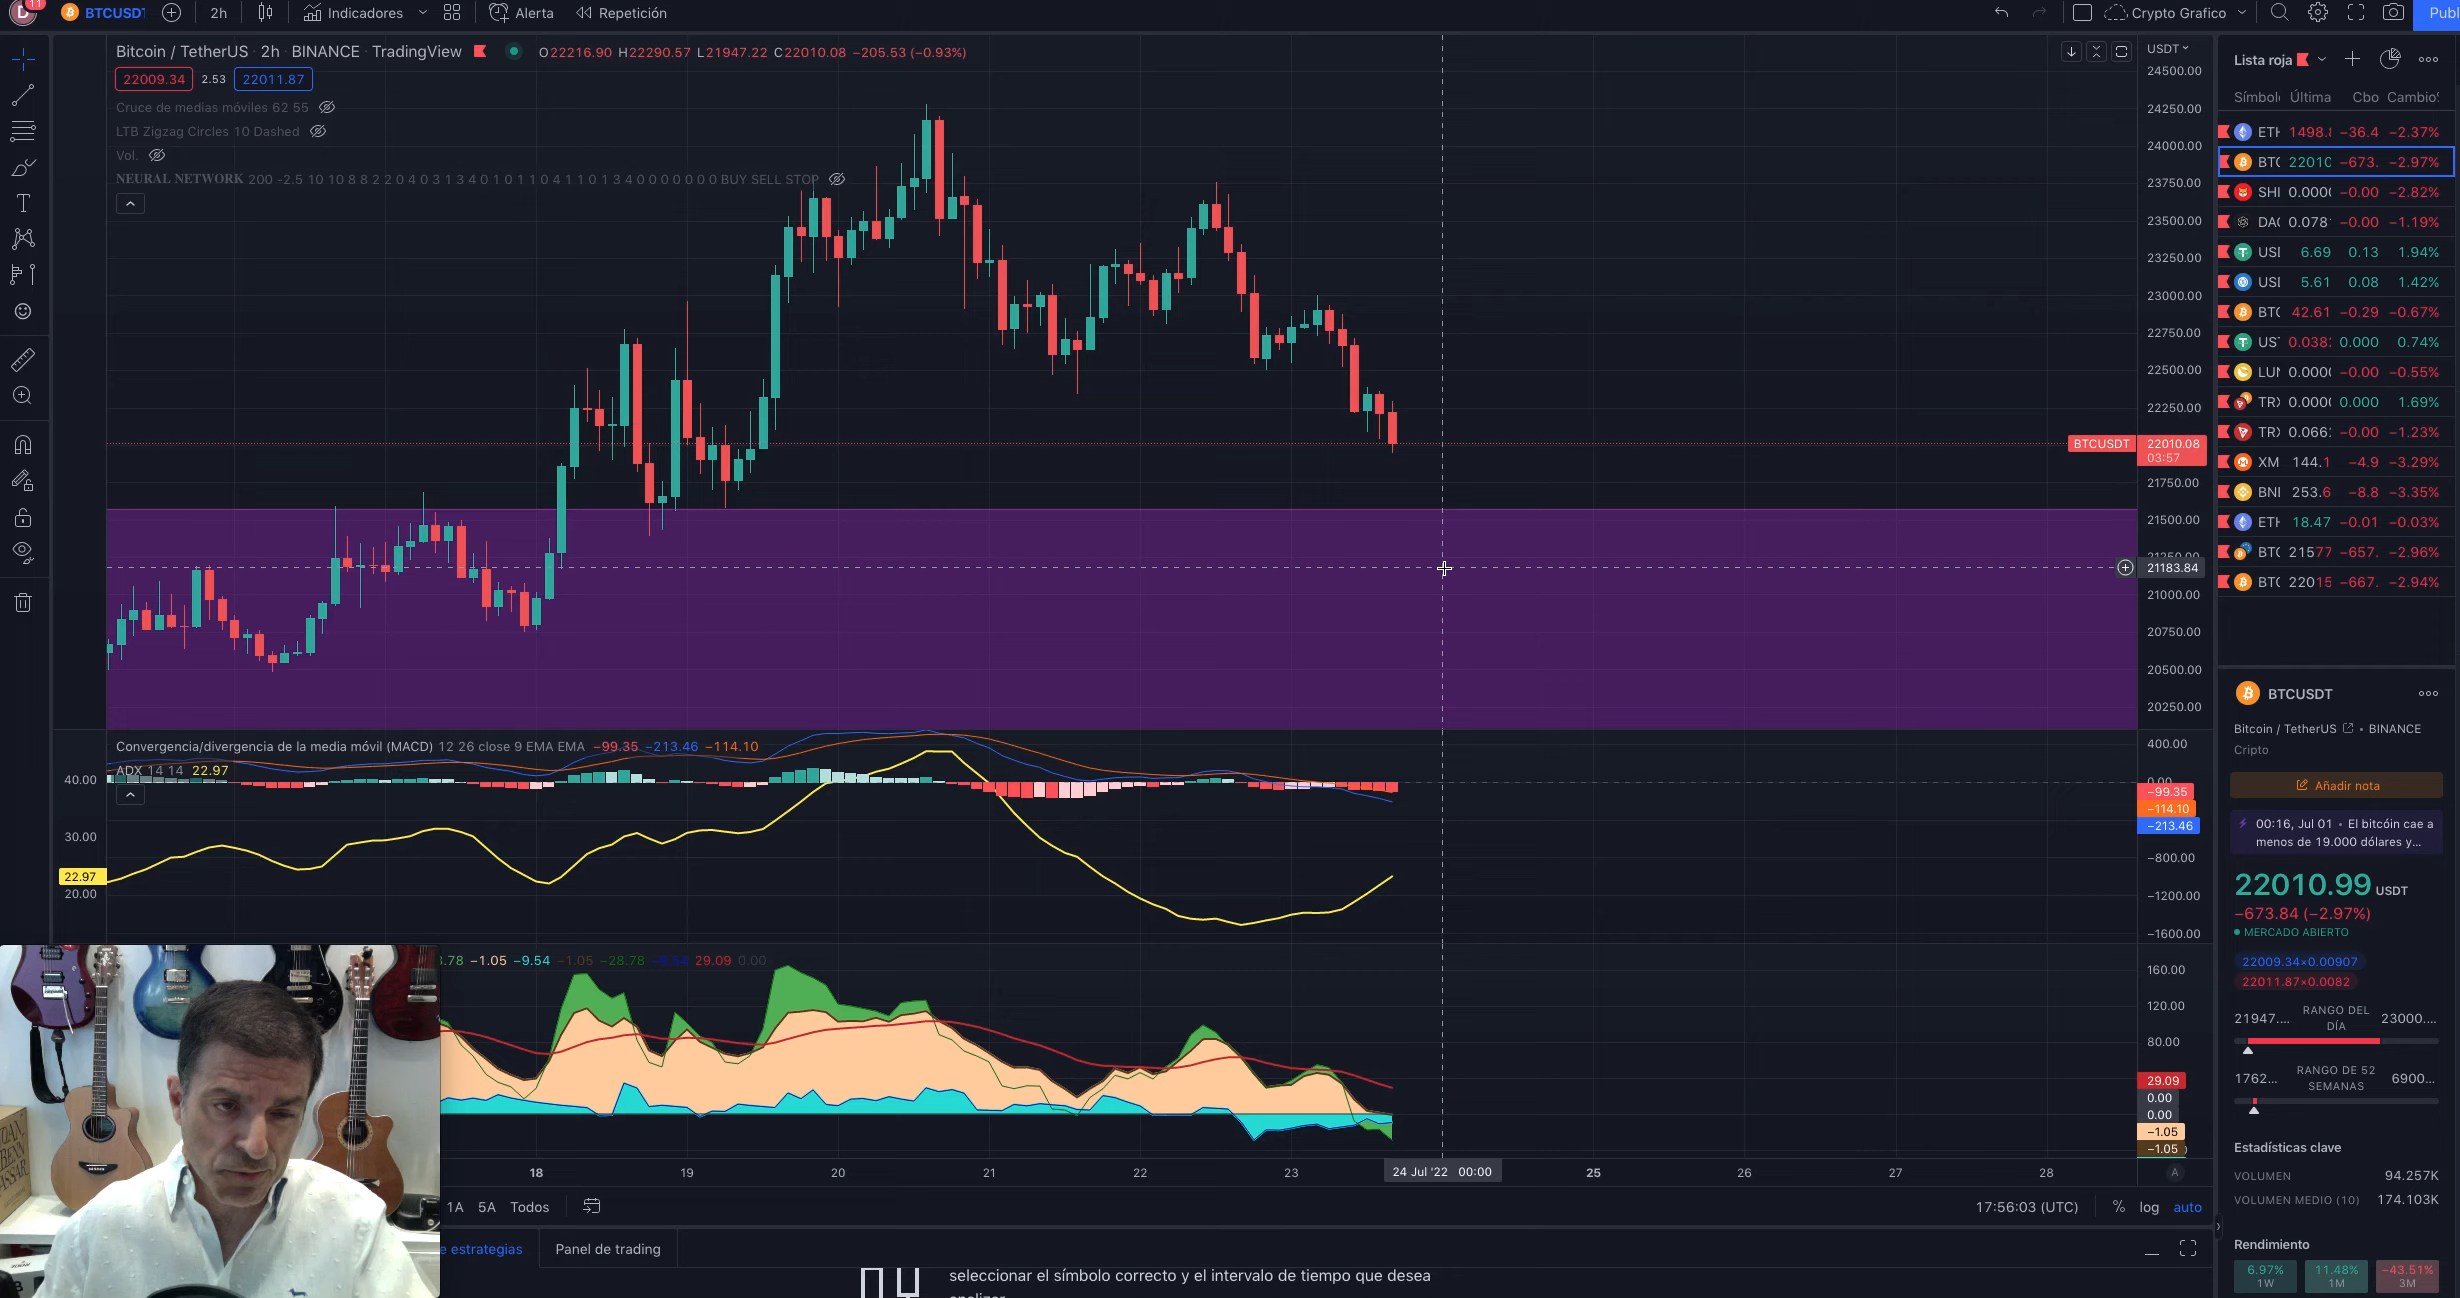 11
BTCUSDT
2h
Indicadores
Alerta
Repetición
Crypto Grafico
Publ
Bitcoin / TetherUS · 2h · BINANCE · TradingView
O22216.90 H22290.57 L21947.22 C22010.08 −205.53 (−0.93%)
22009.34 2.53 22011.87
Cruce de medias móviles 62 55
LTB Zigzag Circles 10 Dashed
Vol.
NEURAL NETWORK 200 -2.5 10 10 8 8 2 2 0 4 0 3 1 3 4 0 1 0 1 1 0 4 1 1 0 1 3 4 0 0 0 0 0 0 0 BUY SELL STOP
USDT
24500.00
24250.00
24000.00
23750.00
23500.00
23250.00
23000.00
22750.00
22500.00
22250.00
BTCUSDT 22010.08
03:57
21750.00
21500.00
21250.00
21183.84
21000.00
20750.00
20500.00
20250.00
Convergencia/divergencia de la media móvil (MACD) 12 26 close 9 EMA EMA −99.35 −213.46 −114.10
ADX 14 14 22.97
40.00
30.00
22.97
20.00
400.00
0.00
−99.35
−114.10
−213.46
−800.00
−1200.00
−1600.00
.78 −1.05 −9.54 −1.05 −28.78 −9.54 29.09 0.00
160.00
120.00
80.00
29.09
0.00
0.00
−1.05
−1.05
18 19 20 21 22 23 24 Jul '22 00:00 25 26 27 28
A
1A 5A Todos
17:56:03 (UTC) % log auto
e estrategias Panel de trading
seleccionar el símbolo correcto y el intervalo de tiempo que desea
Lista roja
Símbol Última Cbo Cambio%
ETH 1498. −36.4 −2.37%
BTC 22010 −673. −2.97%
SHI 0.000 −0.00 −2.82%
DA 0.078 −0.00 −1.19%
USI 6.69 0.13 1.94%
USI 5.61 0.08 1.42%
BTC 42.61 −0.29 −0.67%
UST 0.038 0.000 0.74%
LUN 0.000 −0.00 −0.55%
TRX 0.000 0.000 1.69%
TRX 0.066 −0.00 −1.23%
XM 144.1 −4.9 −3.29%
BNI 253.6 −8.8 −3.35%
ETH 18.47 −0.01 −0.03%
BTC 21577 −657. −2.96%
BTC 22015 −667. −2.94%
BTCUSDT
Bitcoin / TetherUS • BINANCE
Cripto
Añadir nota
00:16, Jul 01 • El bitcóin cae a
menos de 19.000 dólares y...
22010.99 USDT
−673.84 (−2.97%)
MERCADO ABIERTO
22009.34×0.00907
22011.87×0.0082
21947.... RANGO DEL DÍA 23000....
1762... RANGO DE 52 SEMANAS 6900...
Estadísticas clave
VOLUMEN 94.257K
VOLUMEN MEDIO (10) 174.103K
Rendimiento
6.97% 11.48% −43.51%
1W 1M 3M